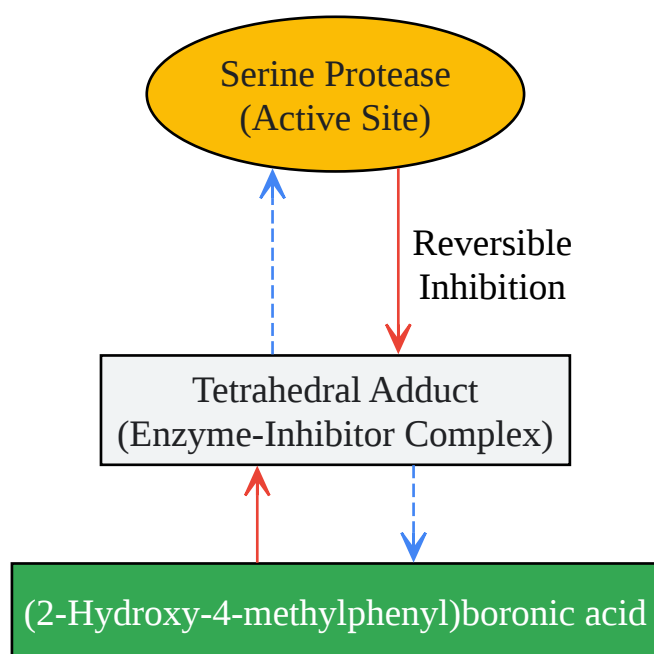 Serine Protease
(Active Site)
Reversible
Inhibition
Tetrahedral Adduct
(Enzyme-Inhibitor Complex)
(2-Hydroxy-4-methylphenyl)boronic acid